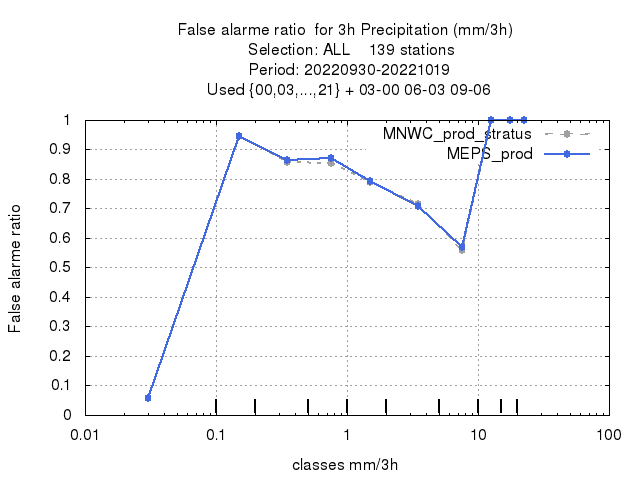 False alarme ratio  for 3h Precipitation (mm/3h)
Selection: ALL    139 stations
Period: 20220930-20221019
Used {00,03,...,21} + 03-00 06-03 09-06
MNWC_prod_stratus
MEPS_prod
False alarme ratio
1
0.9
0.8
0.7
0.6
0.5
0.4
0.3
0.2
0.1
0
0.01 0.1 1 10 100
classes mm/3h